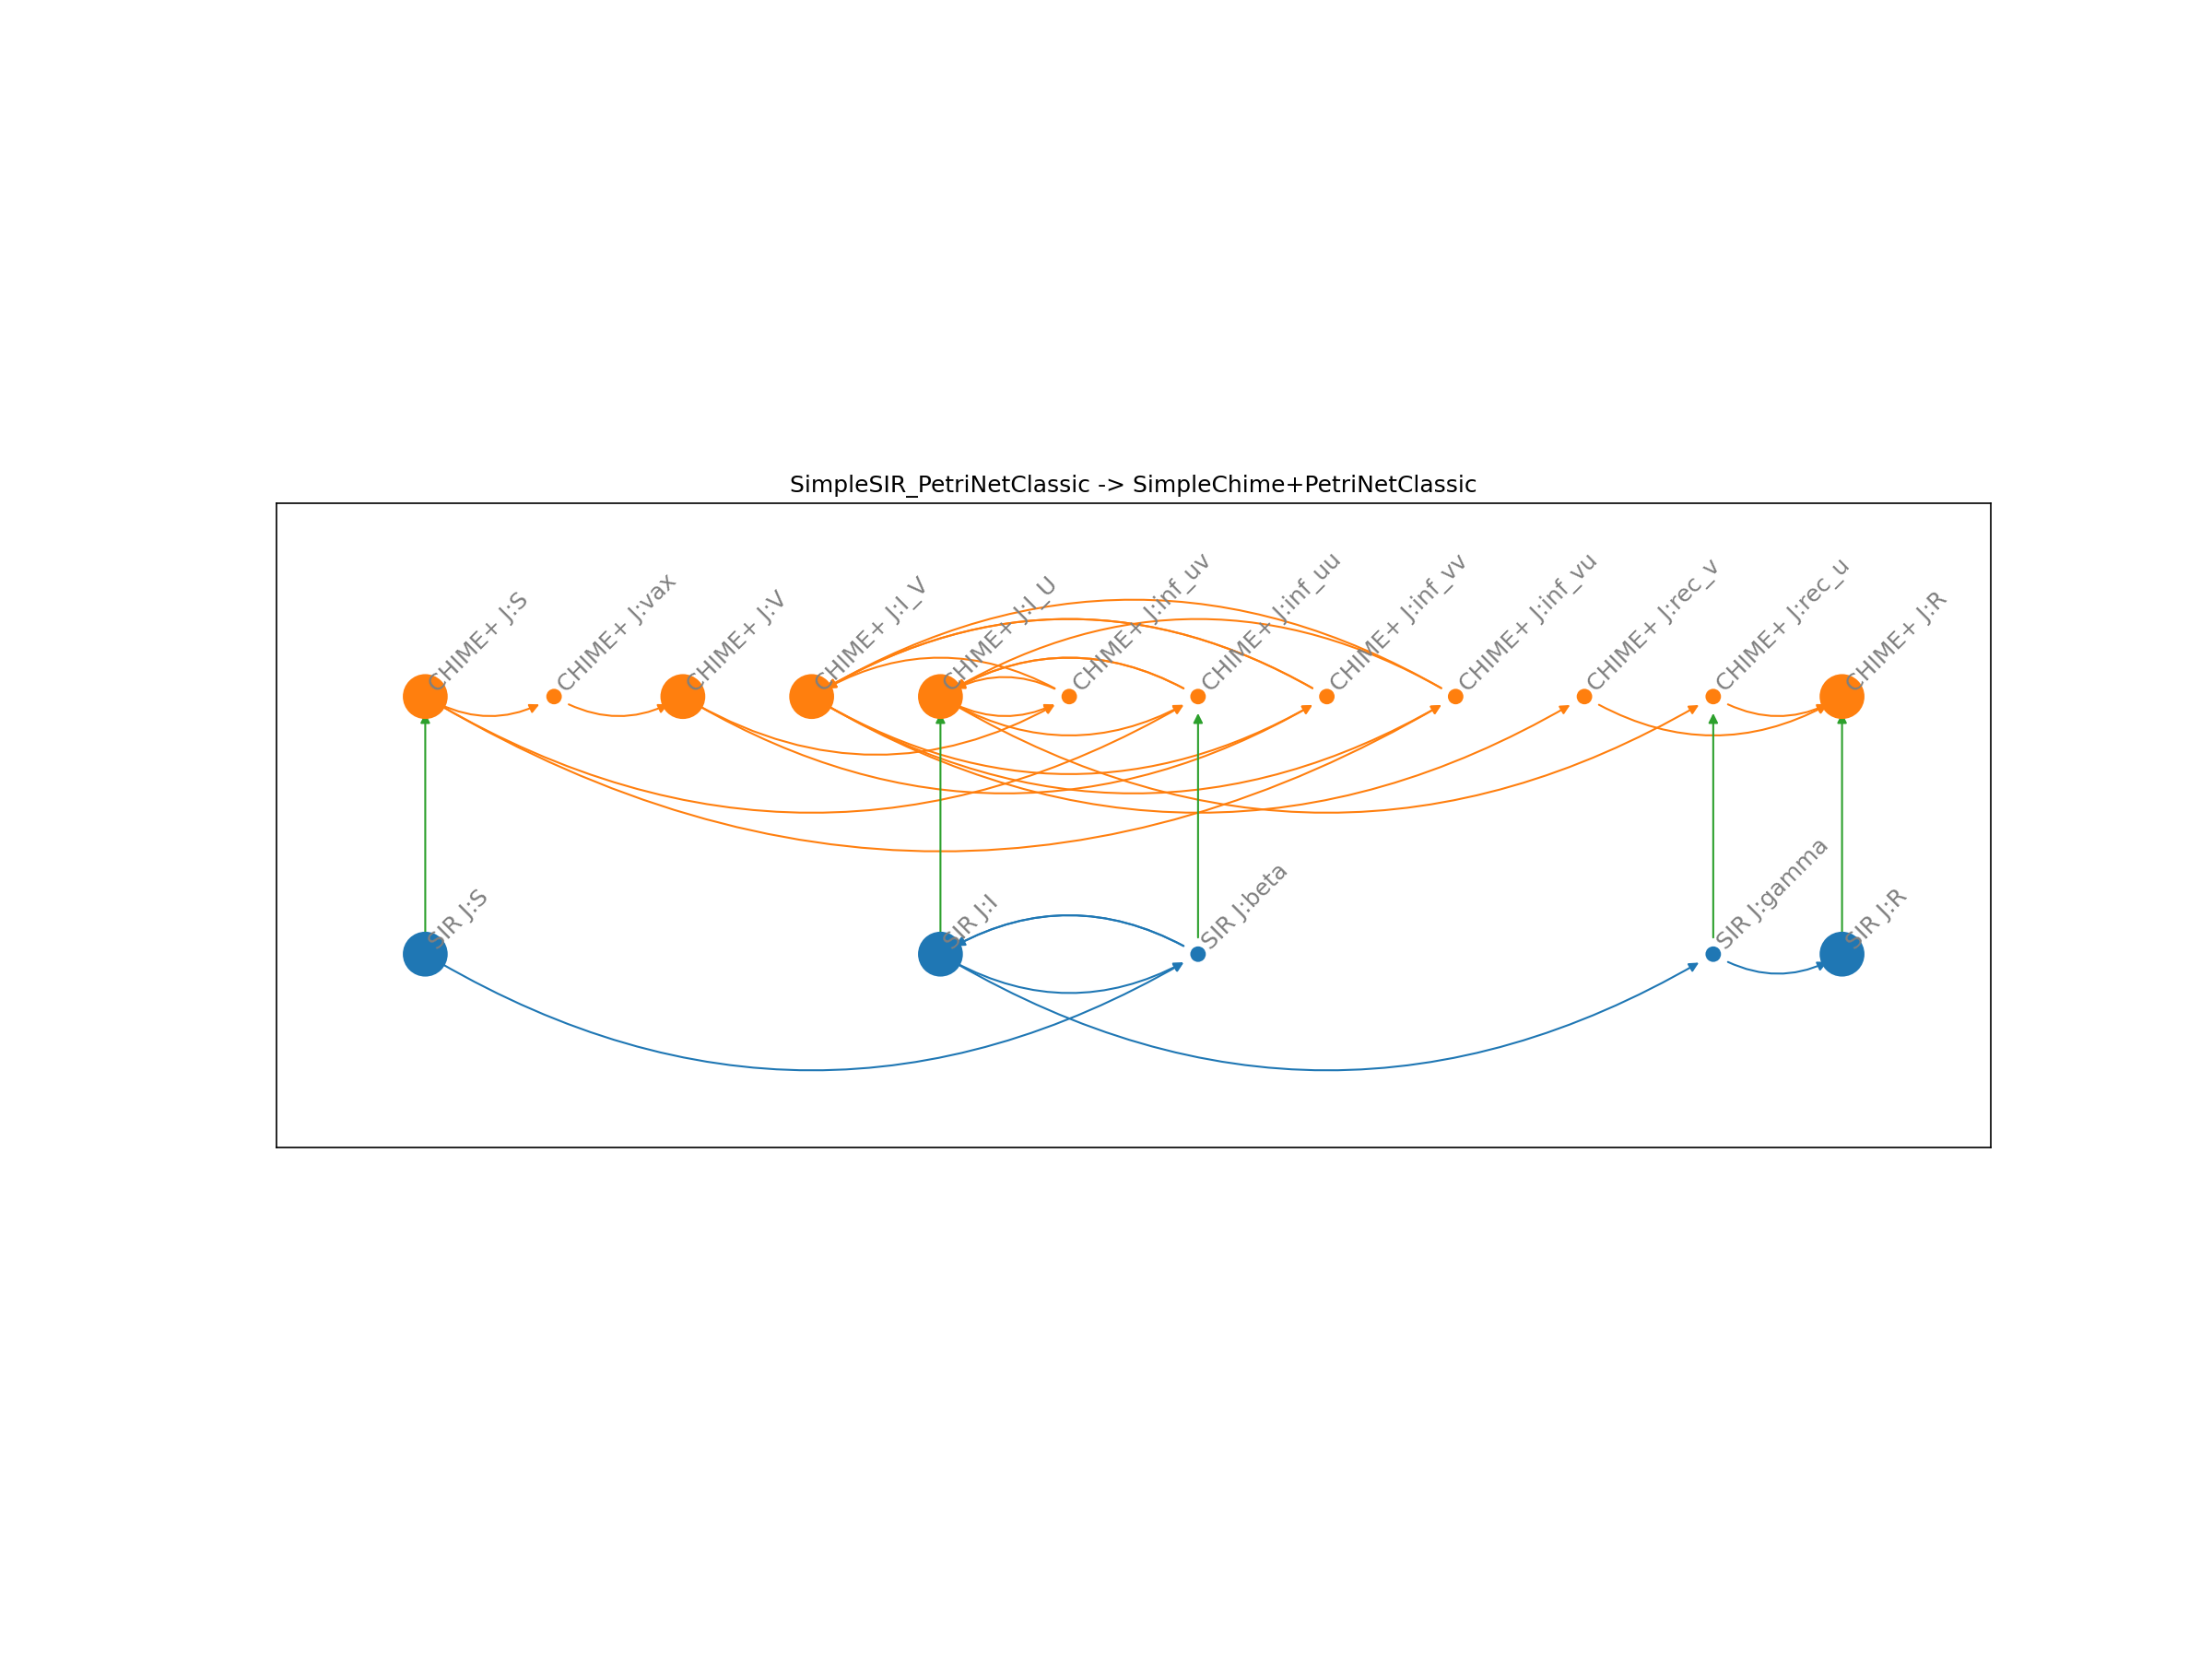 SimpleSIR_PetriNetClassic -> SimpleChime+PetriNetClassic
CHIME+ J:S
CHIME+ J:vax
CHIME+ J:V
CHIME+ J:I_V
CHIME+ J:I_U
CHIME+ J:inf_uv
CHIME+ J:inf_uu
CHIME+ J:inf_vv
CHIME+ J:inf_vu
CHIME+ J:rec_v
CHIME+ J:rec_u
CHIME+ J:R
SIR J:S
SIR J:I
SIR J:beta
SIR J:gamma
SIR J:R